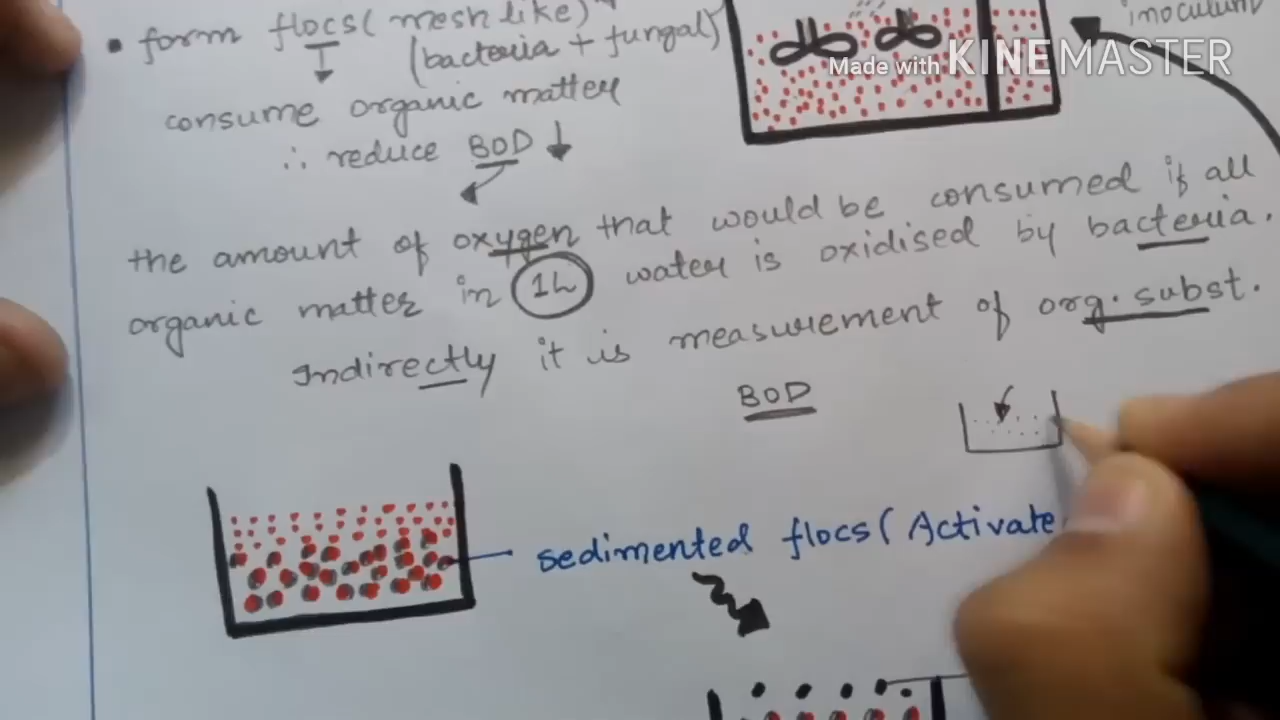 • form flocs (mesh like)
(bacteria + fungal)
inoculum
Made with KINEMASTER
consume organic matter
∴ reduce BOD ↓
the amount of oxygen that would be consumed if all
organic matter in 1L water is oxidised by bacteria.
Indirectly it is measurement of org. subst.
BOD
sedimented flocs (Activate